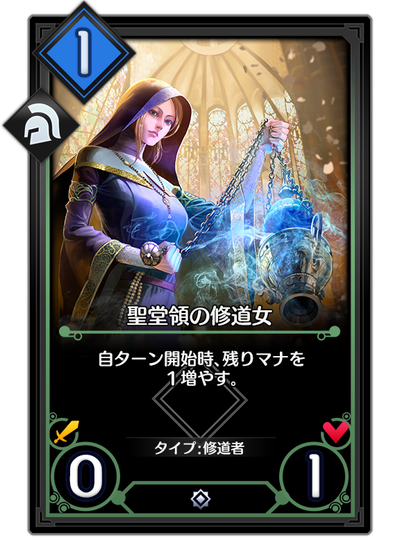 1
聖堂領の修道女
自ターン開始時、残りマナを
1増やす。
タイプ:修道者
0
1